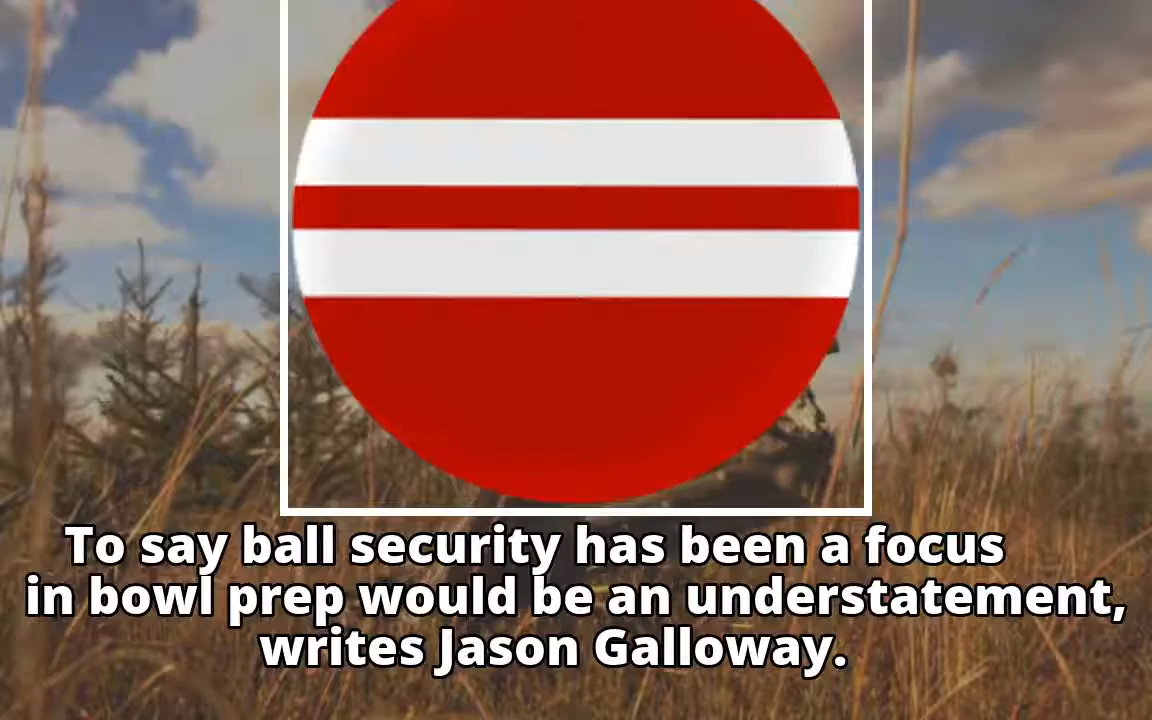 To say ball security has been a focus
in bowl prep would be an understatement,
writes Jason Galloway.